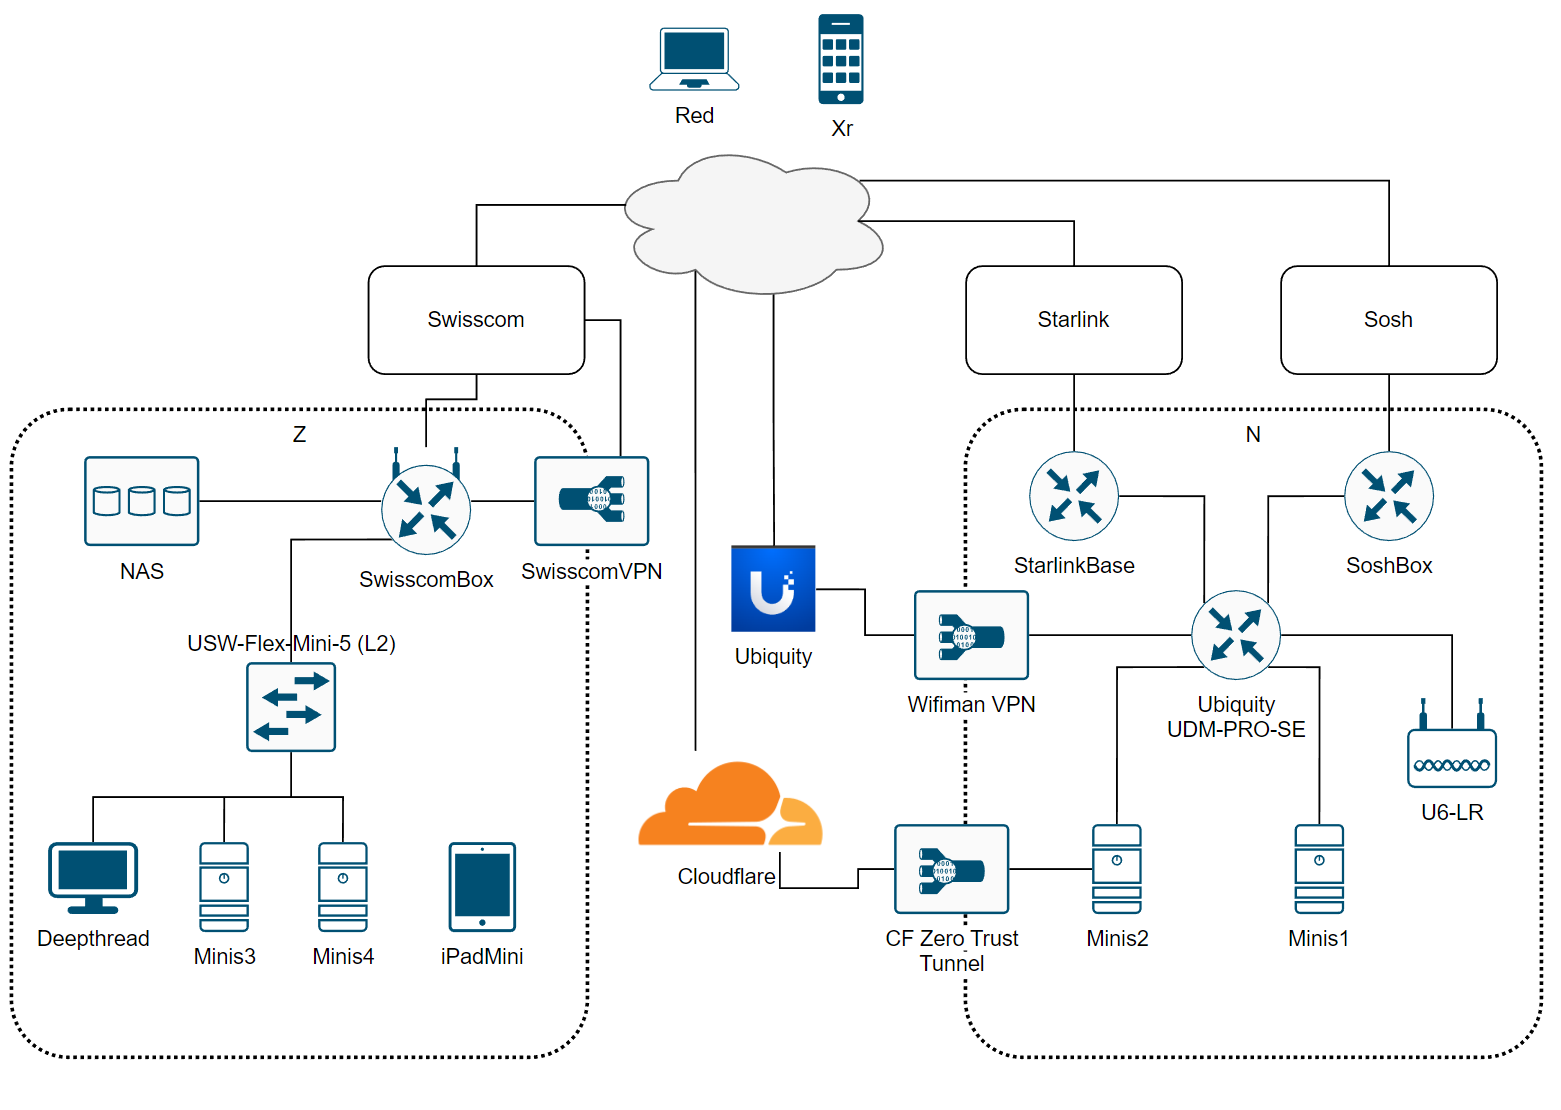 Red
Xr
Swisscom
Starlink
Sosh
Z
N
NAS
SwisscomBox
SwisscomVPN
StarlinkBase
SoshBox
USW-Flex-Mini-5 (L2)
Ubiquity
Wifiman VPN
Ubiquity
UDM-PRO-SE
U6-LR
Cloudflare
Deepthread
Minis3
Minis4
iPadMini
CF Zero Trust
Tunnel
Minis2
Minis1